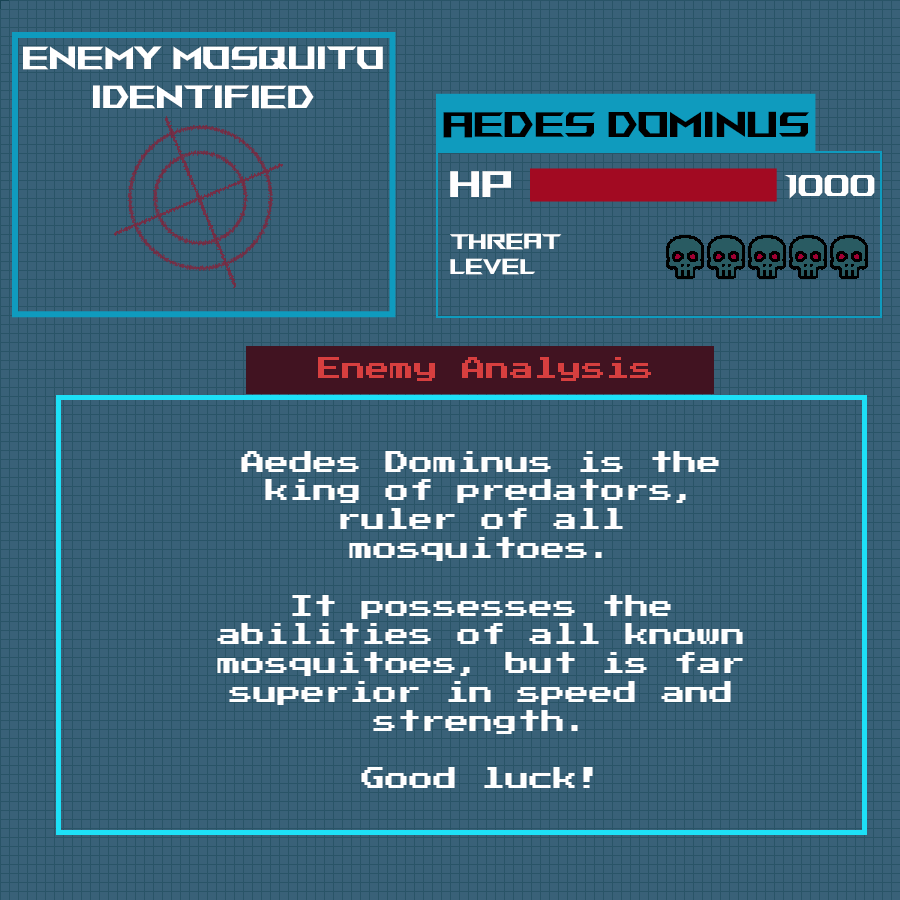 ENEMY MOSQUITO
IDENTIFIED
AEDES DOMINUS
HP 1000
THREAT
LEVEL
Enemy Analysis
Aedes Dominus is the
king of predators,
ruler of all
mosquitoes.
It possesses the
abilities of all known
mosquitoes, but is far
superior in speed and
strength.
Good luck!